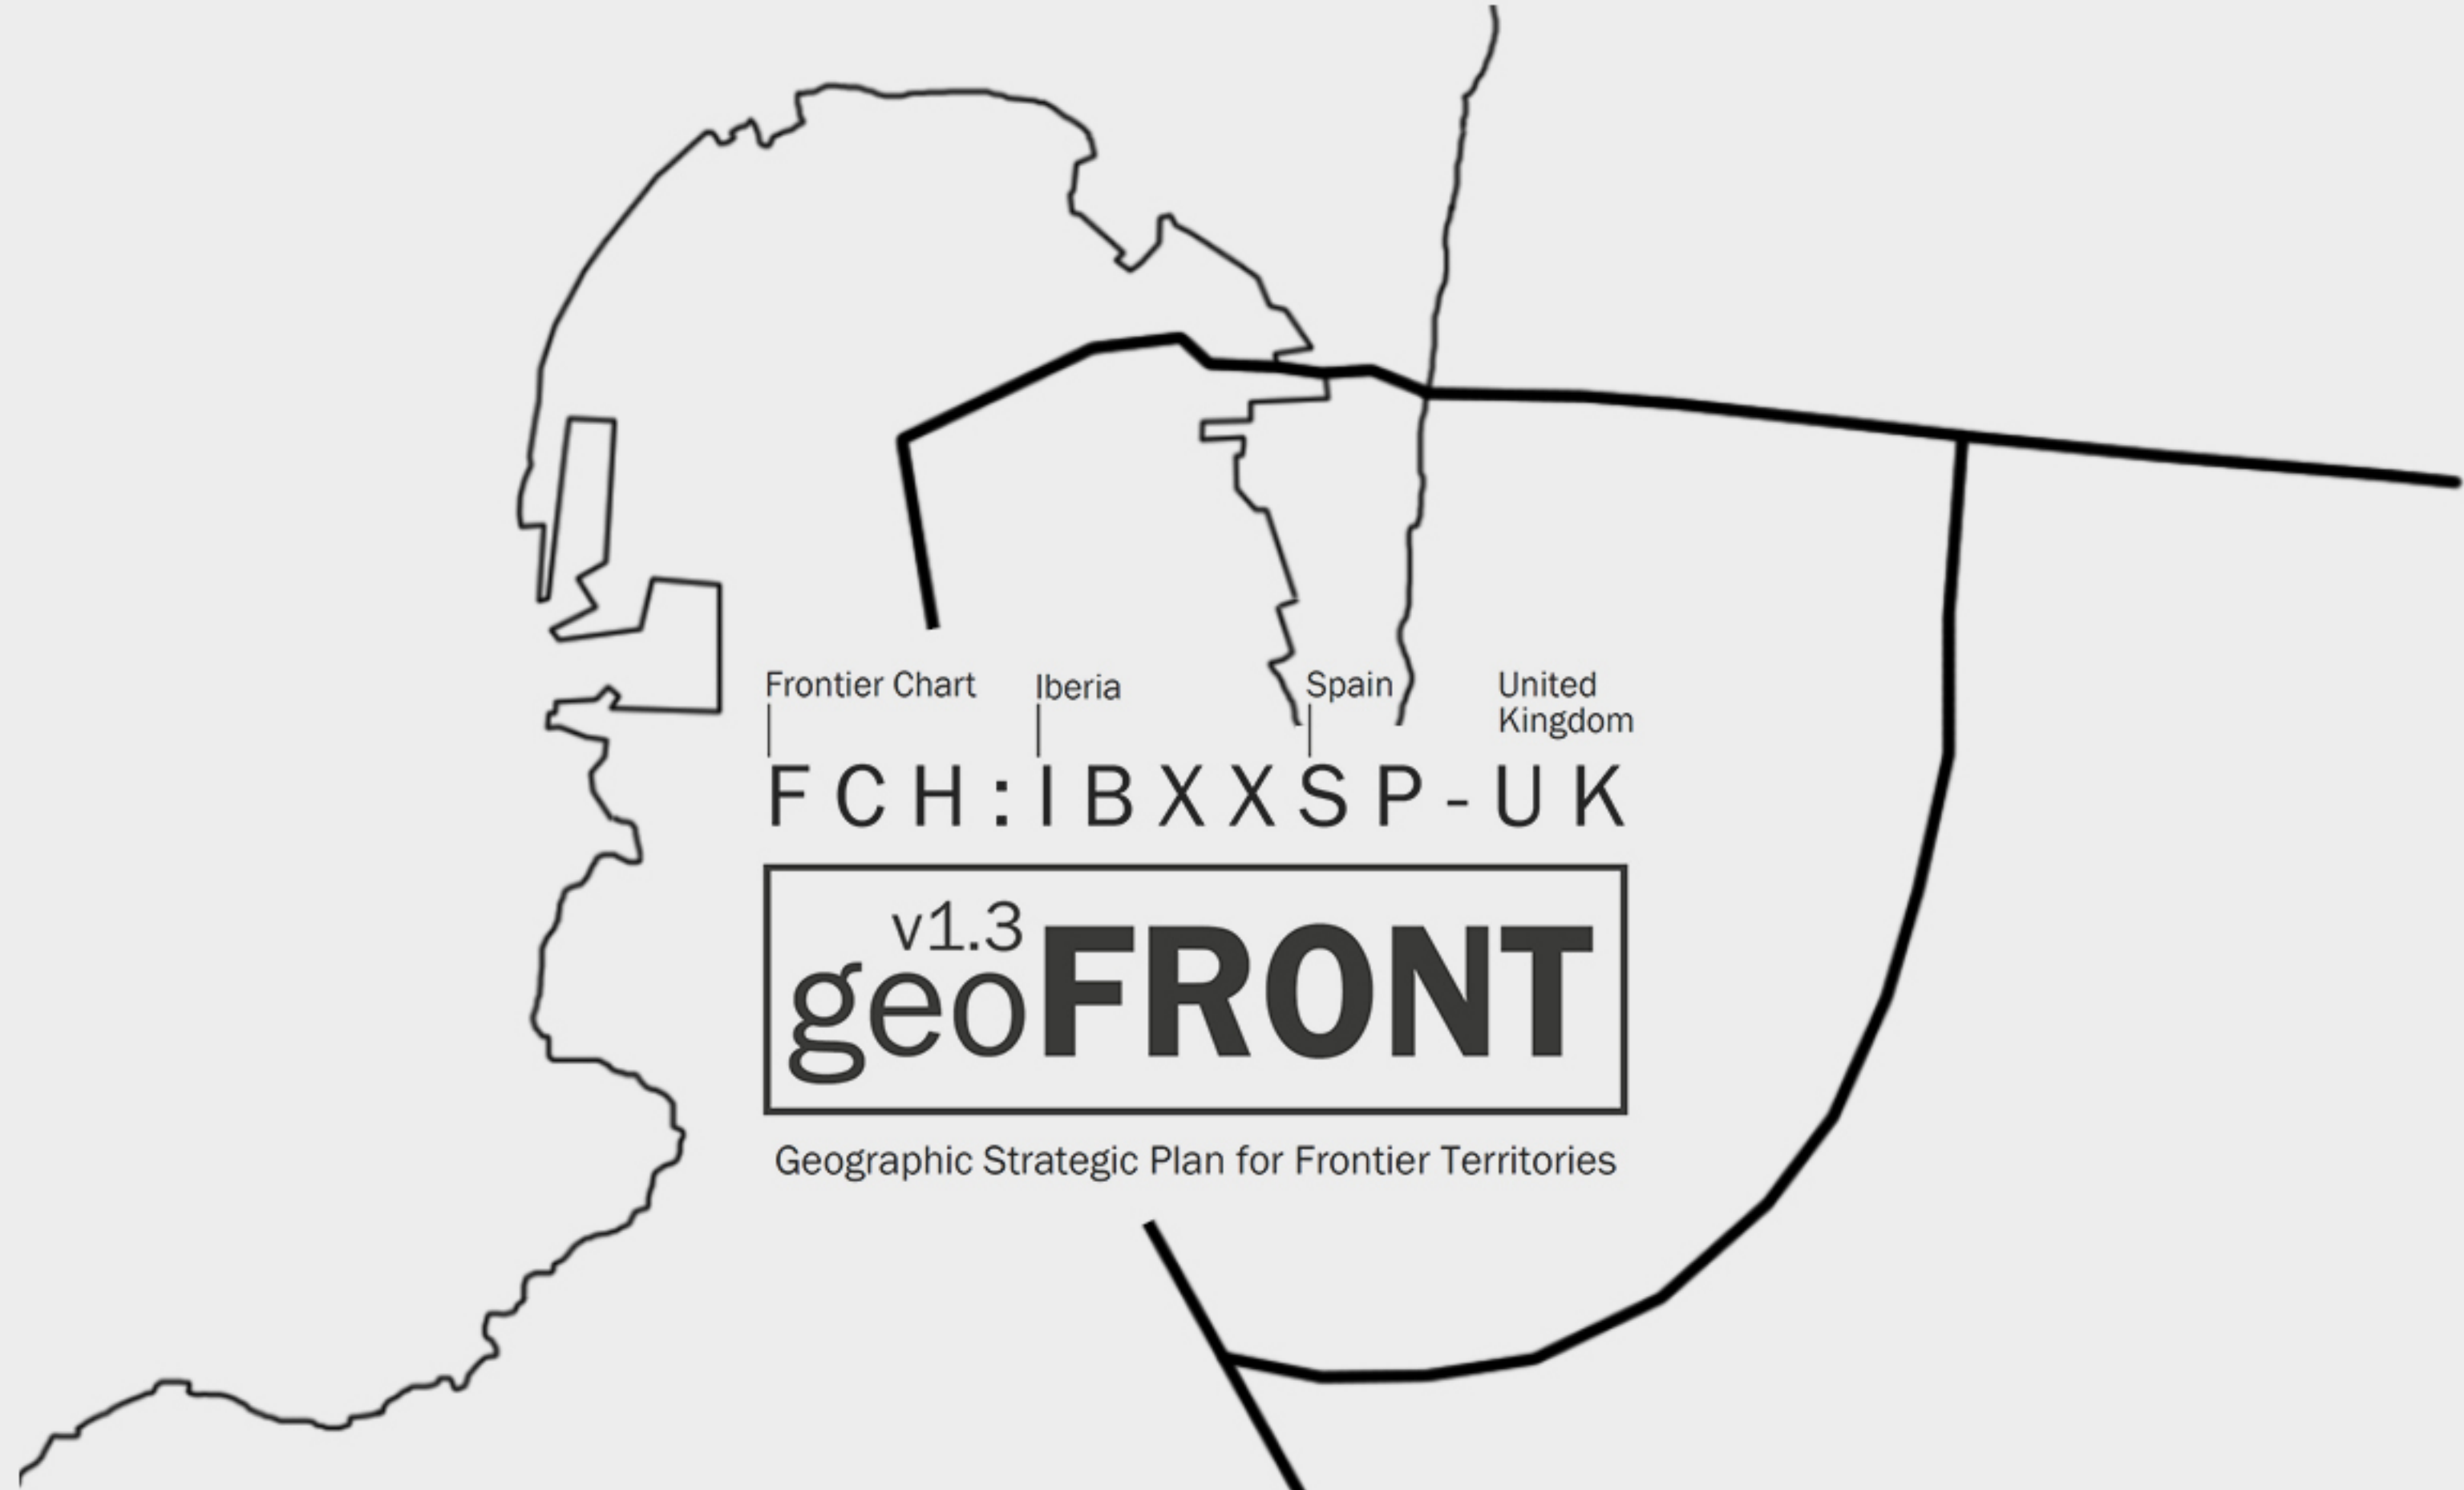 Frontier Chart Iberia Spain United
Kingdom
FCH:IBXXSP-UK
v1.3
geoFRONT
Geographic Strategic Plan for Frontier Territories